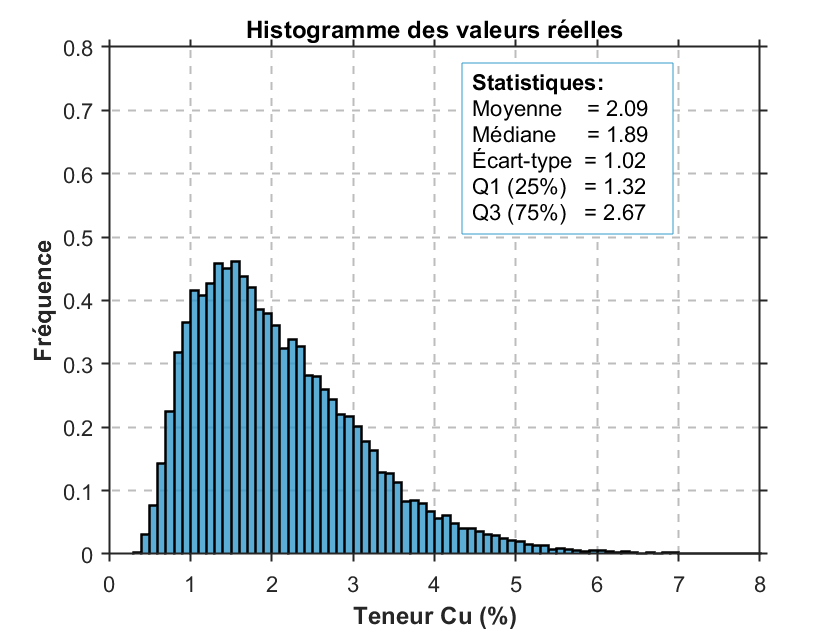 Histogramme des valeurs réelles
0.8
0.7
0.6
0.5
0.4
0.3
0.2
0.1
0
Fréquence
Statistiques:
Moyenne = 2.09
Médiane = 1.89
Écart-type = 1.02
Q1 (25%) = 1.32
Q3 (75%) = 2.67
0 1 2 3 4 5 6 7 8
Teneur Cu (%)